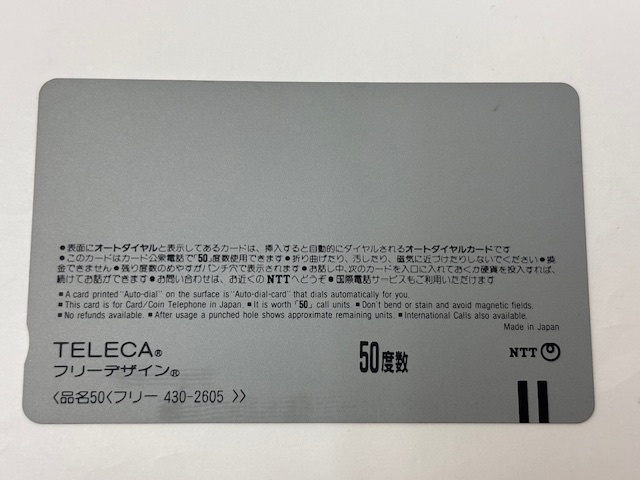 ●表面にオートダイヤルと表示してあるカードは、挿入すると自動的にダイヤルされるオートダイヤルカードです
●このカードはカード公衆電話で「50」度数使用できます●折り曲げたり、汚したり、磁気に近づけたりしないでください●換
金できません●残り度数のめやすがパンチ穴で表示されます●お話し中、次のカードを入口に入れておくか硬貨を投入すれば、
続けてお話ができます●お問い合わせは、お近くのNTTへどうぞ●国際電話サービスもご利用いただけます
■A card printed "Auto-dial" on the surface is "Auto-dial-card" that dials automatically for you.
■This card is for Card/Coin Telephone in Japan. ■It is worth「50」call units. ■Don't bend or stain and avoid magnetic fields.
■No refunds available. ■After usage a punched hole shows approximate remaining units. ■International Calls also available.
Made in Japan
TELECA®
フリーデザイン®
50度数
NTT
〈品名50〈フリー 430-2605 〉〉